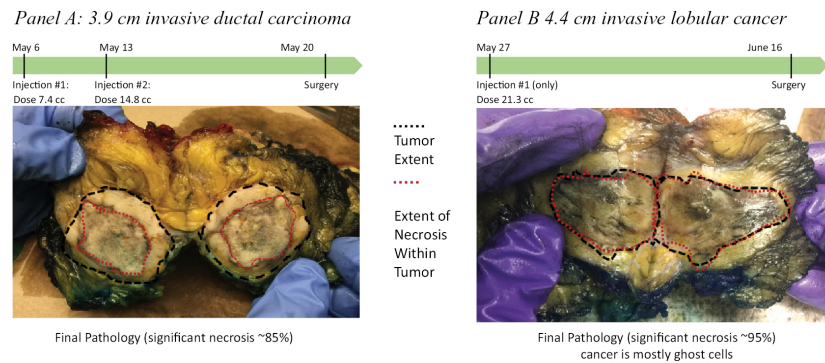 Panel A: 3.9 cm invasive ductal carcinoma
May 6
May 13
May 20
Injection #1:
Dose 7.4 cc
Injection #2:
Dose 14.8 cc
Surgery
Final Pathology (significant necrosis ~85%)
Tumor
Extent
Extent of
Necrosis
Within
Tumor
Panel B 4.4 cm invasive lobular cancer
May 27
June 16
Injection #1 (only)
Dose 21.3 cc
Surgery
Final Pathology (significant necrosis ~95%)
cancer is mostly ghost cells